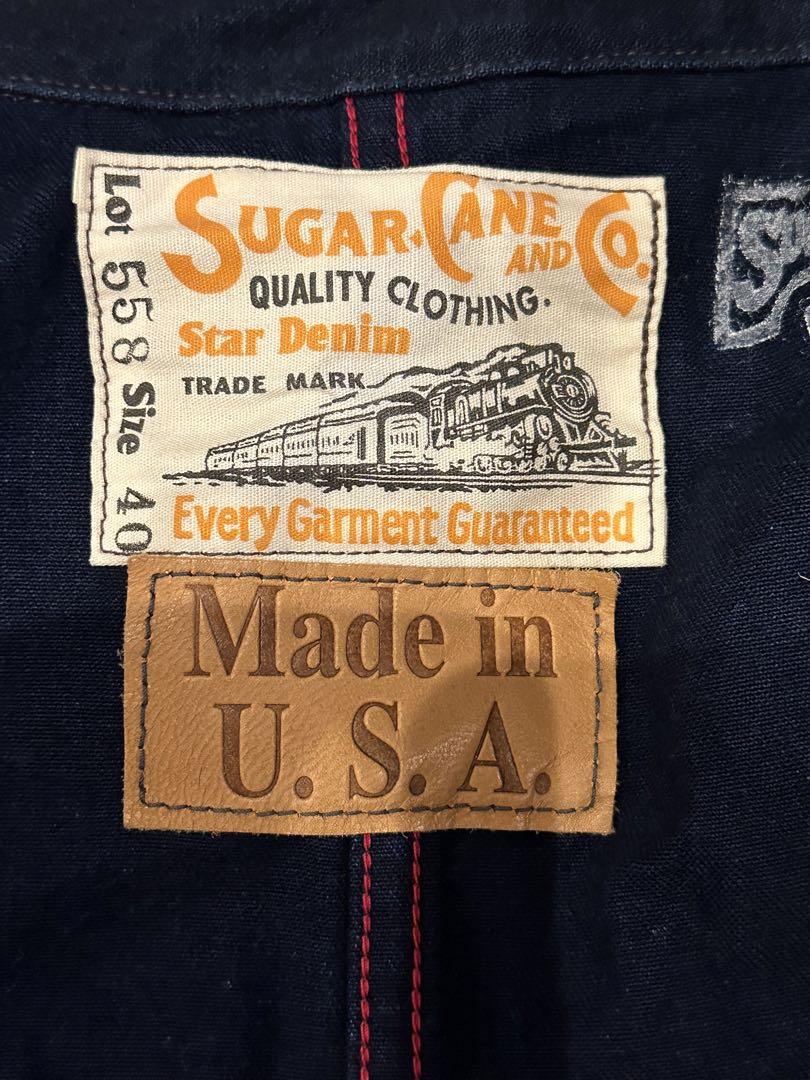 Lot 558 Size 40
SUGAR CANE AND CO.
QUALITY CLOTHING.
Star Denim
TRADE MARK
Every Garment Guaranteed
Made in
U. S. A.